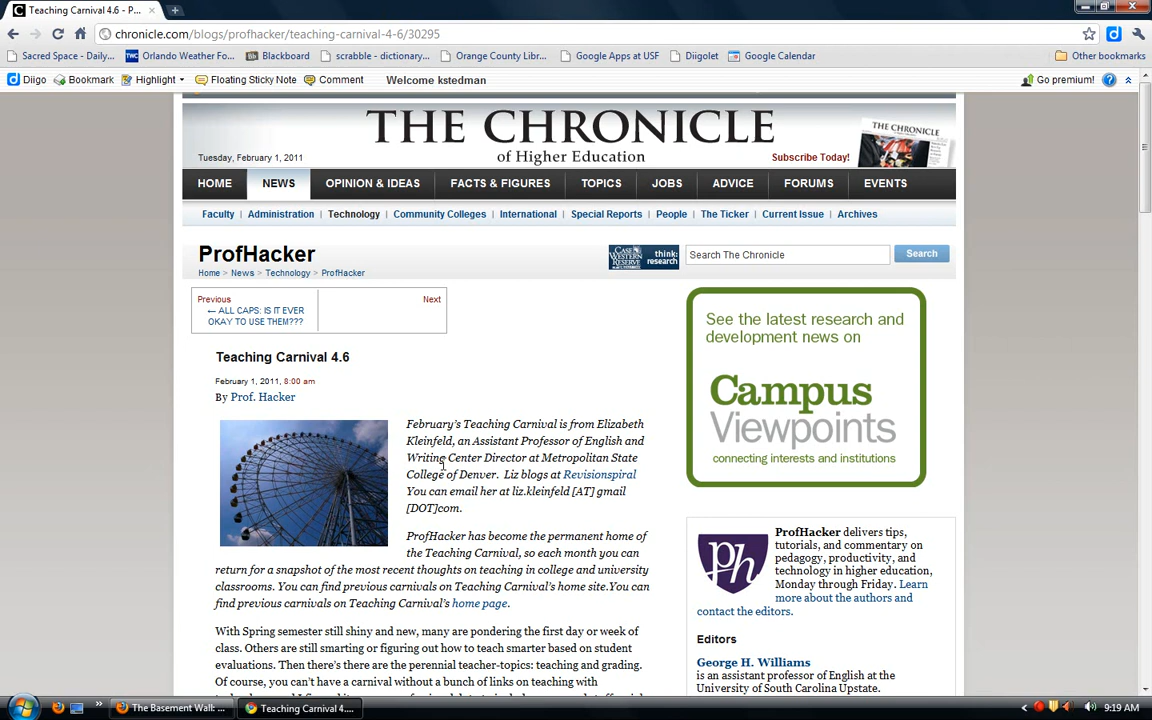 Teaching Carnival 4.6 - P...
chronicle.com/blogs/profhacker/teaching-carnival-4-6/30295
Sacred Space - Daily... Orlando Weather Fo... Blackboard scrabble - dictionary... Orange County Lib... Google Apps at USF Diigolet Google Calendar Other bookmarks
Diigo Bookmark Highlight Floating Sticky Note Comment Welcome kstedman Go premium!
THE CHRONICLE
of Higher Education
Tuesday, February 1, 2011
Subscribe Today!
THE CHRONICLE
HOME NEWS OPINION & IDEAS FACTS & FIGURES TOPICS JOBS ADVICE FORUMS EVENTS
Faculty | Administration | Technology | Community Colleges | International | Special Reports | People | The Ticker | Current Issue | Archives
ProfHacker
CASE WESTERN RESERVE think: research
Search The Chronicle Search
Home > News > Technology > ProfHacker
Previous Next
← ALL CAPS: IS IT EVER
OKAY TO USE THEM???
Teaching Carnival 4.6
February 1, 2011, 8:00 am
By Prof. Hacker
February's Teaching Carnival is from Elizabeth
Kleinfeld, an Assistant Professor of English and
Writing Center Director at Metropolitan State
College of Denver. Liz blogs at Revisionspiral
You can email her at liz.kleinfeld [AT] gmail
[DOT]com.
ProfHacker has become the permanent home of
the Teaching Carnival, so each month you can
return for a snapshot of the most recent thoughts on teaching in college and university
classrooms. You can find previous carnivals on Teaching Carnival's home site.You can
find previous carnivals on Teaching Carnival's home page.
With Spring semester still shiny and new, many are pondering the first day or week of
class. Others are still smarting or figuring out how to teach smarter based on student
evaluations. Then there's there are the perennial teacher-topics: teaching and grading.
Of course, you can't have a carnival without a bunch of links on teaching with
See the latest research and
development news on
Campus
Viewpoints
connecting interests and institutions
ph
ProfHacker delivers tips,
tutorials, and commentary on
pedagogy, productivity, and
technology in higher education,
Monday through Friday. Learn
more about the authors and
contact the editors.
Editors
George H. Williams
is an assistant professor of English at the
University of South Carolina Upstate.
The Basement Wall: ... Teaching Carnival 4.... 9:19 AM